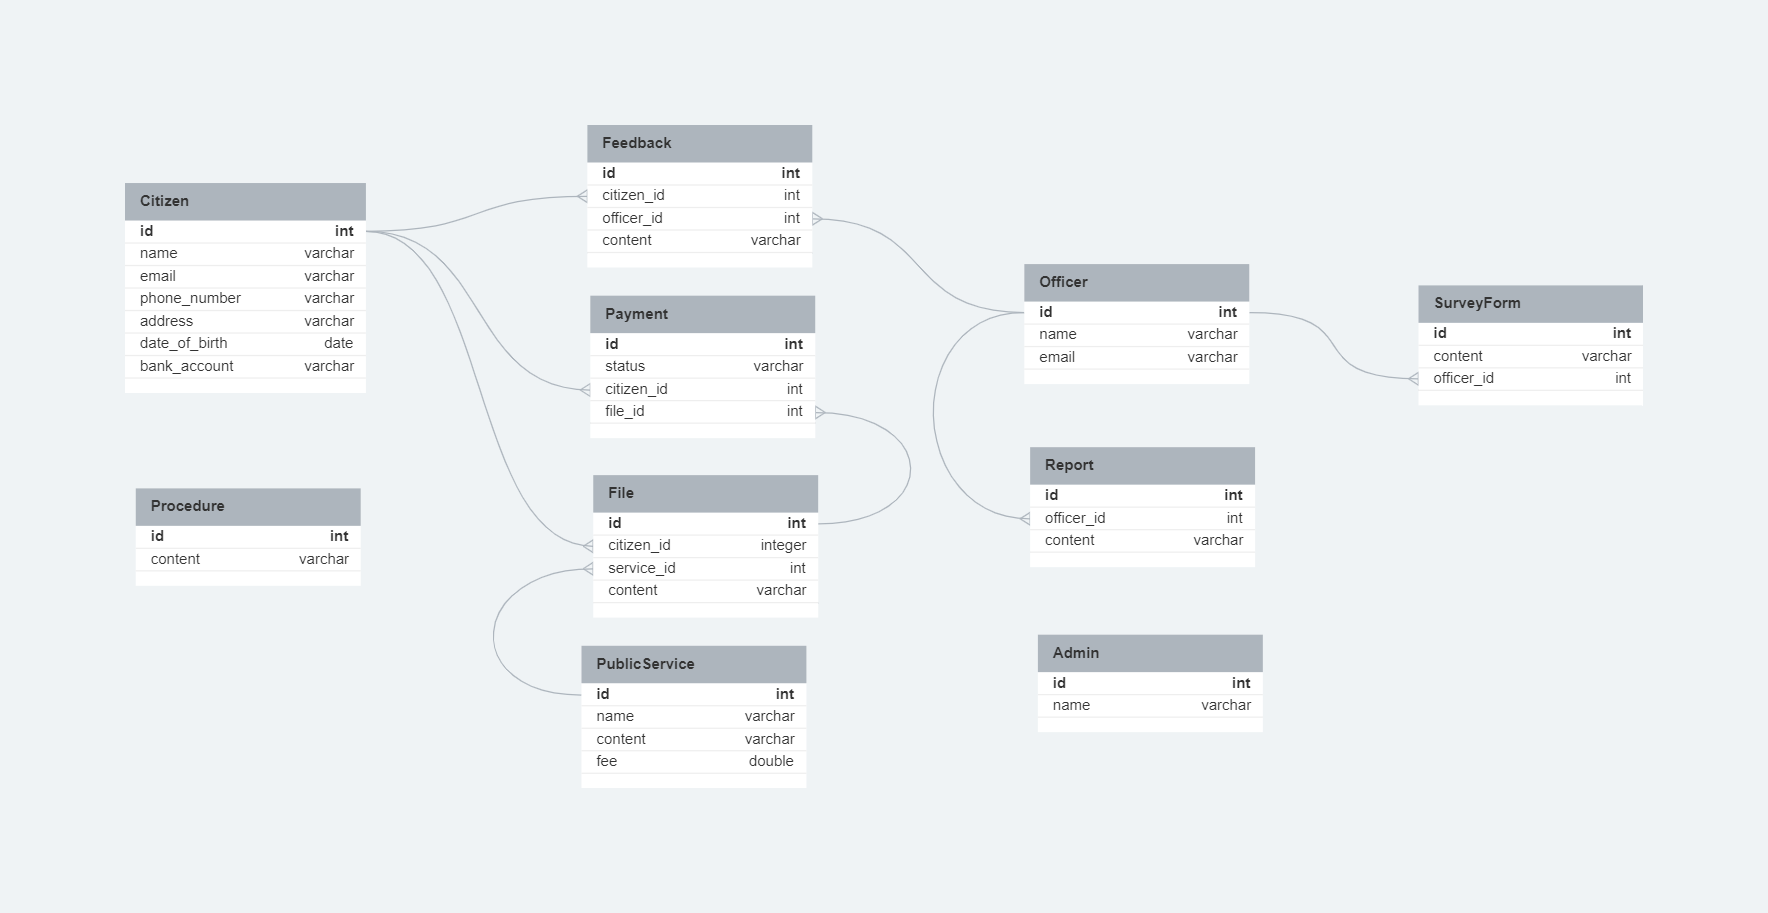 Citizen
id int
name varchar
email varchar
phone_number varchar
address varchar
date_of_birth date
bank_account varchar
Procedure
id int
content varchar
Feedback
id int
citizen_id int
officer_id int
content varchar
Payment
id int
status varchar
citizen_id int
file_id int
File
id int
citizen_id integer
service_id int
content varchar
PublicService
id int
name varchar
content varchar
fee double
Officer
id int
name varchar
email varchar
Report
id int
officer_id int
content varchar
Admin
id int
name varchar
SurveyForm
id int
content varchar
officer_id int